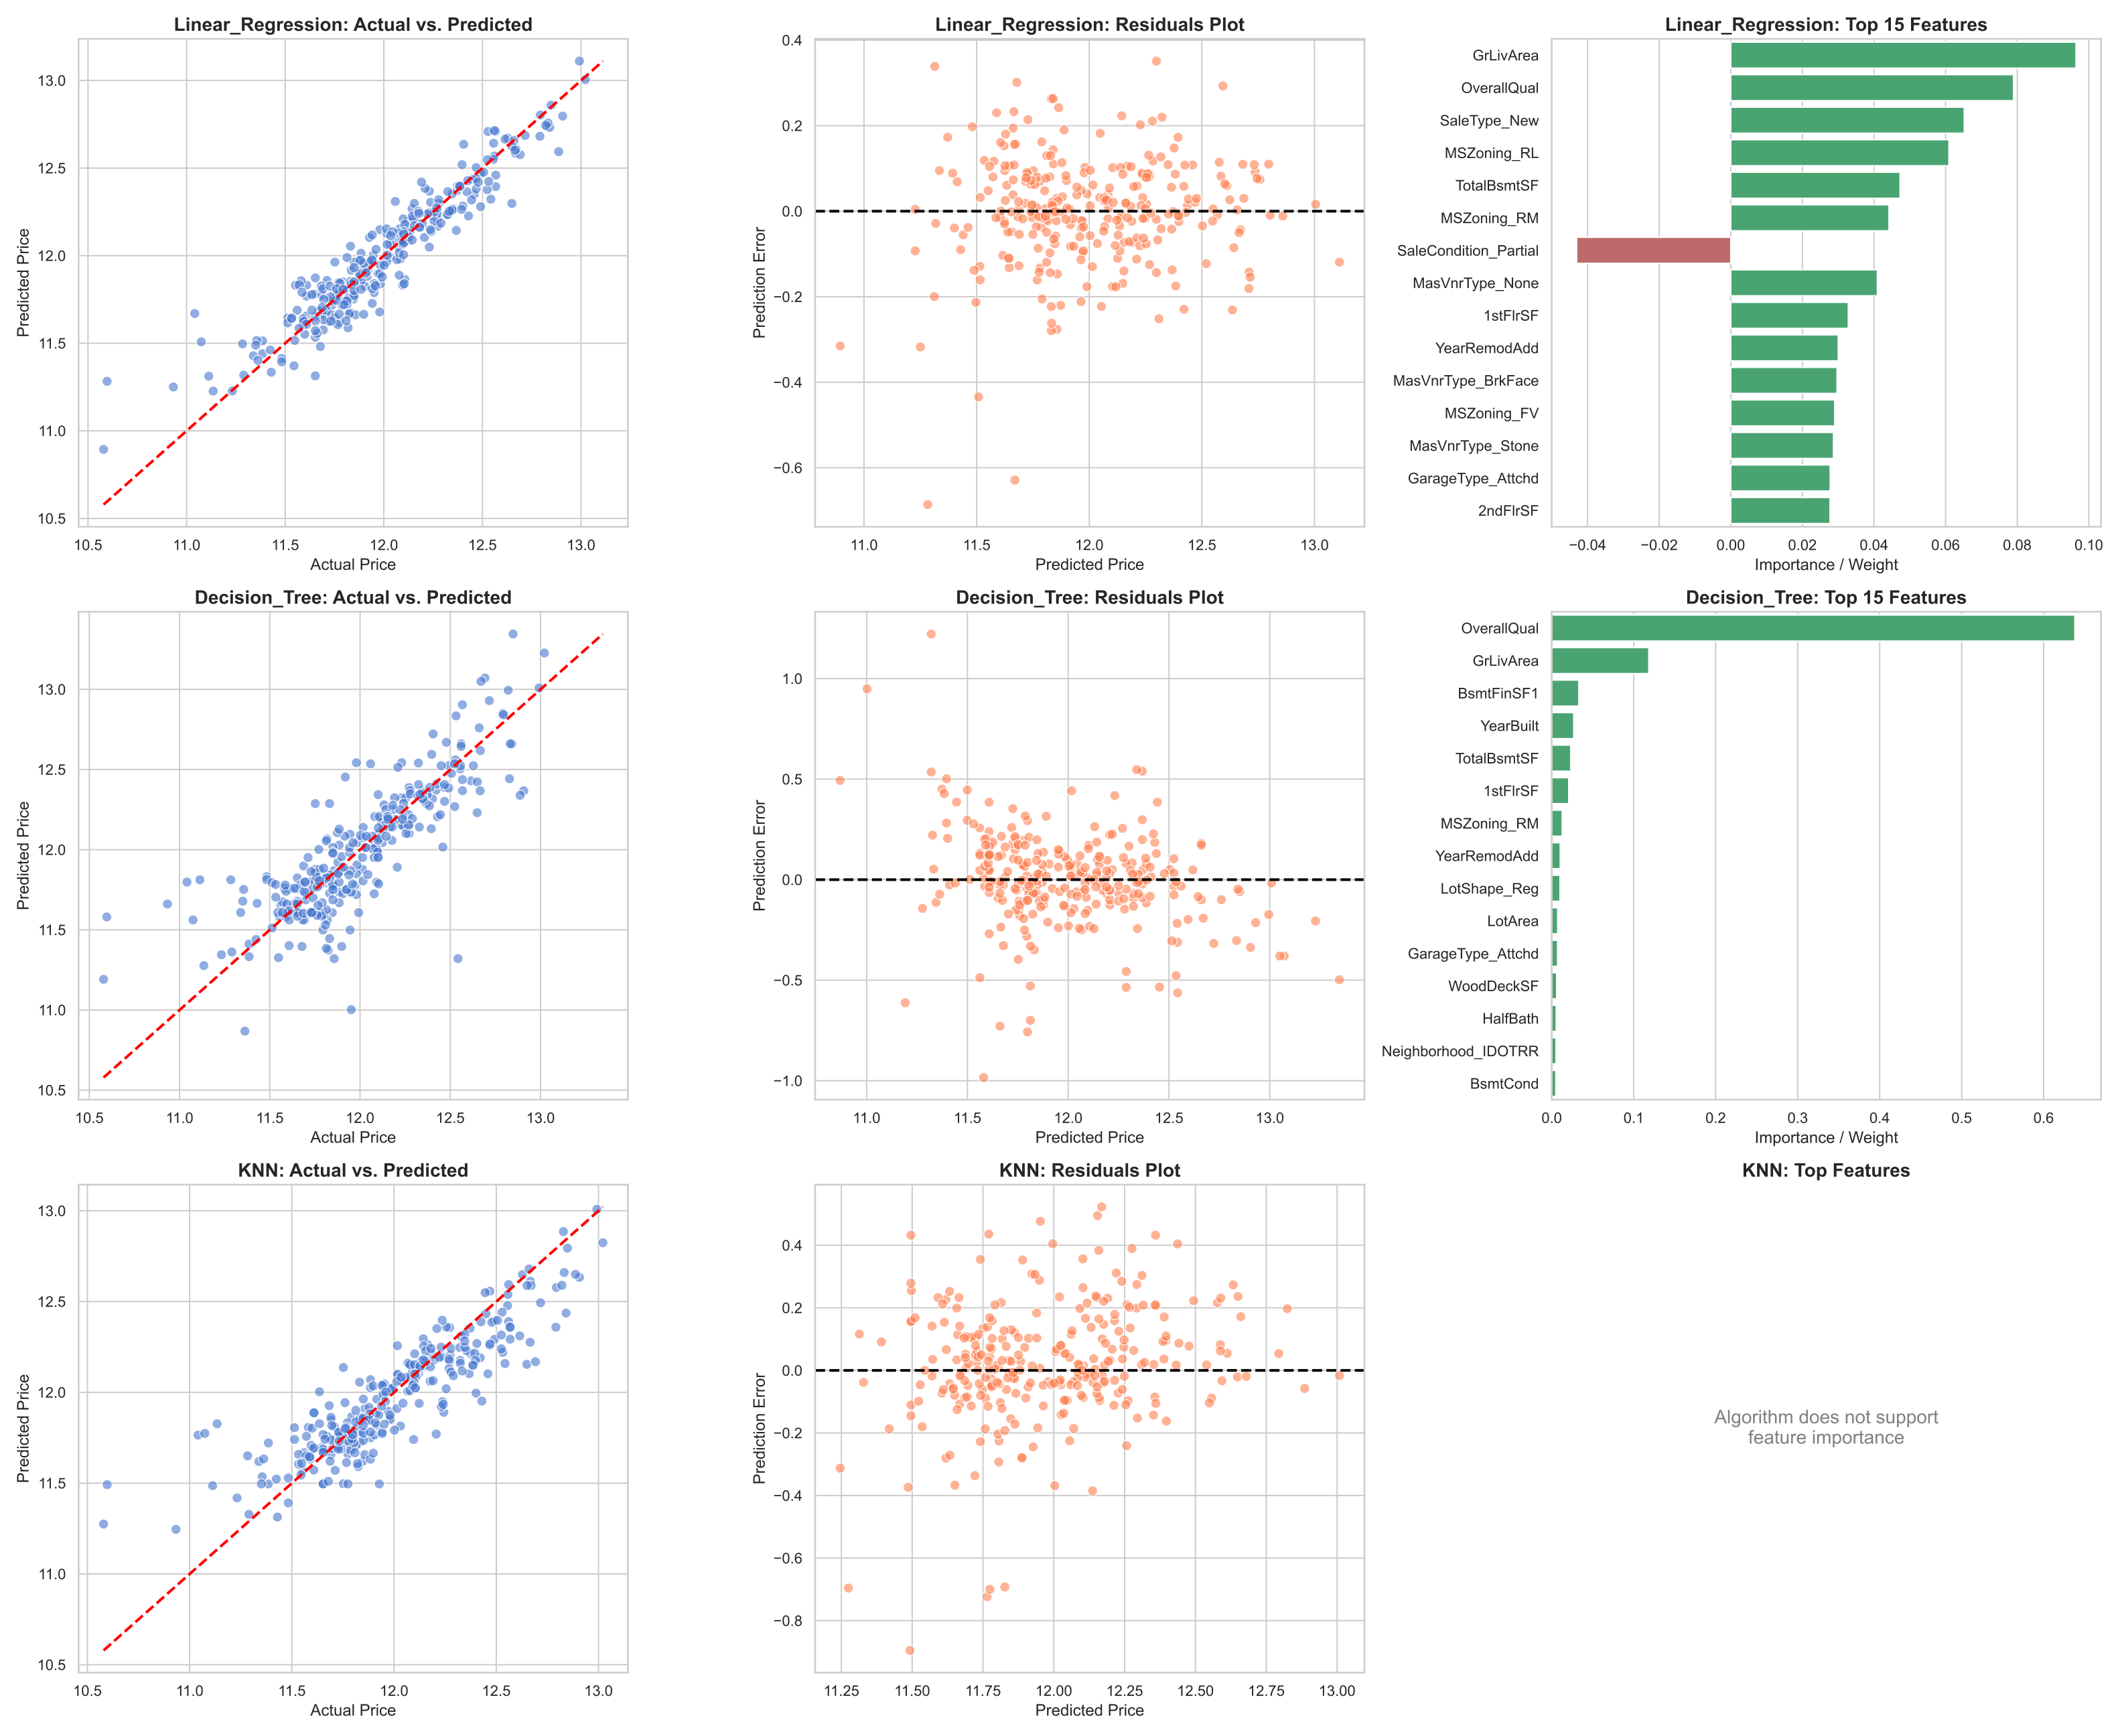 Linear_Regression: Actual vs. Predicted
Predicted Price
13.0
12.5
12.0
11.5
11.0
10.5
10.5 11.0 11.5 12.0 12.5 13.0
Actual Price
Linear_Regression: Residuals Plot
Prediction Error
0.4
0.2
0.0
−0.2
−0.4
−0.6
11.0 11.5 12.0 12.5 13.0
Predicted Price
Linear_Regression: Top 15 Features
GrLivArea
OverallQual
SaleType_New
MSZoning_RL
TotalBsmtSF
MSZoning_RM
SaleCondition_Partial
MasVnrType_None
1stFlrSF
YearRemodAdd
MasVnrType_BrkFace
MSZoning_FV
MasVnrType_Stone
GarageType_Attchd
2ndFlrSF
−0.04 −0.02 0.00 0.02 0.04 0.06 0.08 0.10
Importance / Weight
Decision_Tree: Actual vs. Predicted
Predicted Price
13.0
12.5
12.0
11.5
11.0
10.5
10.5 11.0 11.5 12.0 12.5 13.0
Actual Price
Decision_Tree: Residuals Plot
Prediction Error
1.0
0.5
0.0
−0.5
−1.0
11.0 11.5 12.0 12.5 13.0
Predicted Price
Decision_Tree: Top 15 Features
OverallQual
GrLivArea
BsmtFinSF1
YearBuilt
TotalBsmtSF
1stFlrSF
MSZoning_RM
YearRemodAdd
LotShape_Reg
LotArea
GarageType_Attchd
WoodDeckSF
HalfBath
Neighborhood_IDOTRR
BsmtCond
0.0 0.1 0.2 0.3 0.4 0.5 0.6
Importance / Weight
KNN: Actual vs. Predicted
Predicted Price
13.0
12.5
12.0
11.5
11.0
10.5
10.5 11.0 11.5 12.0 12.5 13.0
Actual Price
KNN: Residuals Plot
Prediction Error
0.4
0.2
0.0
−0.2
−0.4
−0.6
−0.8
11.25 11.50 11.75 12.00 12.25 12.50 12.75 13.00
Predicted Price
KNN: Top Features
Algorithm does not support
feature importance